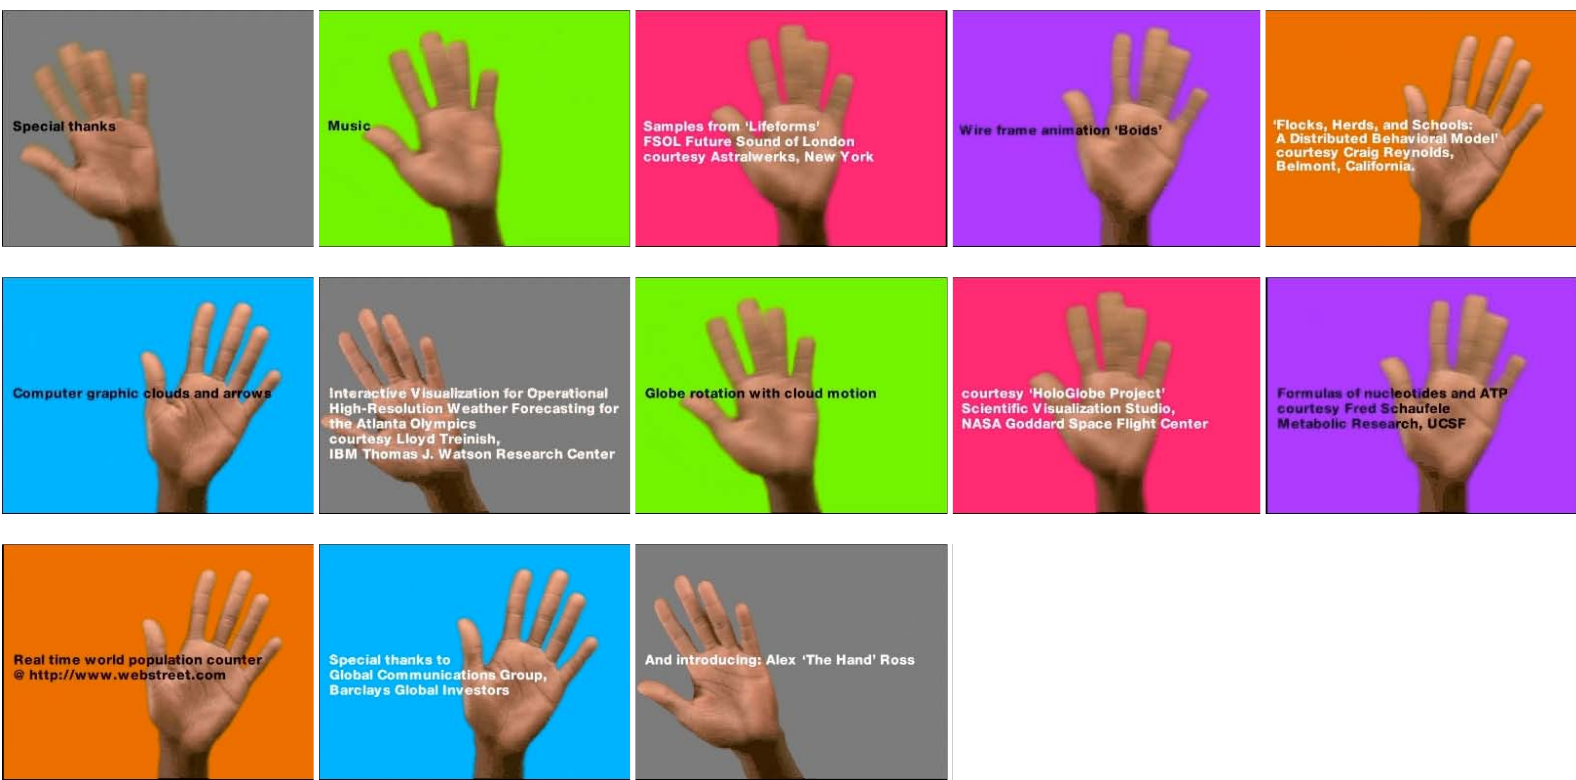 Special thanks
Music
Samples from ‘Lifeforms’
FSOL Future Sound of London
courtesy Astralwerks, New York
Wire frame animation ‘Boids’
‘Flocks, Herds, and Schools:
A Distributed Behavioral Model’
courtesy Craig Reynolds,
Belmont, California.
Computer graphic clouds and arrows
Interactive Visualization for Operational
High-Resolution Weather Forecasting for
the Atlanta Olympics
courtesy Lloyd Treinish,
IBM Thomas J. Watson Research Center
Globe rotation with cloud motion
courtesy ‘HoloGlobe Project’
Scientific Visualization Studio,
NASA Goddard Space Flight Center
Formulas of nucleotides and ATP
courtesy Fred Schaufele
Metabolic Research, UCSF
Real time world population counter
@ http://www.webstreet.com
Special thanks to
Global Communications Group,
Barclays Global Investors
And introducing: Alex ‘The Hand’ Ross